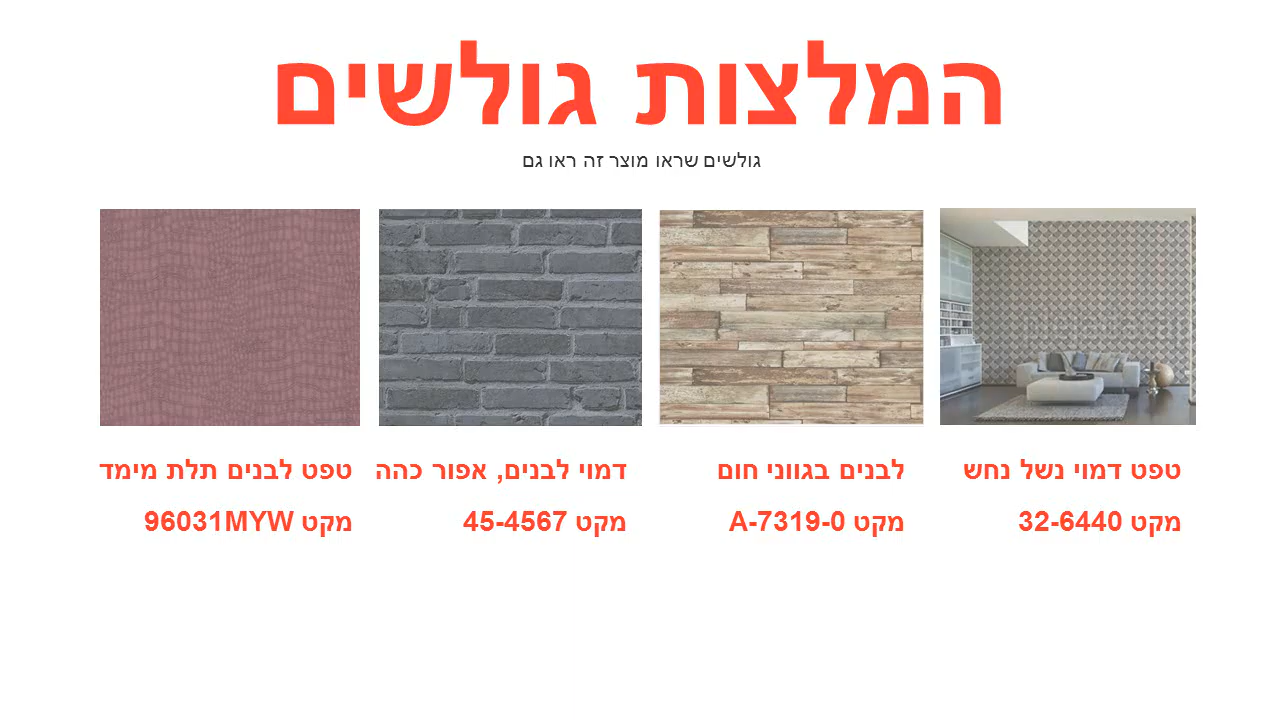 המלצות גולשים
גולשים שראו מוצר זה ראו גם
טפט דמוי נשל נחש
מקט 32-6440
לבנים בגווני חום
מקט A-7319-0
דמוי לבנים, אפור כהה
מקט 45-4567
טפט לבנים תלת מימד
מקט 96031MYW